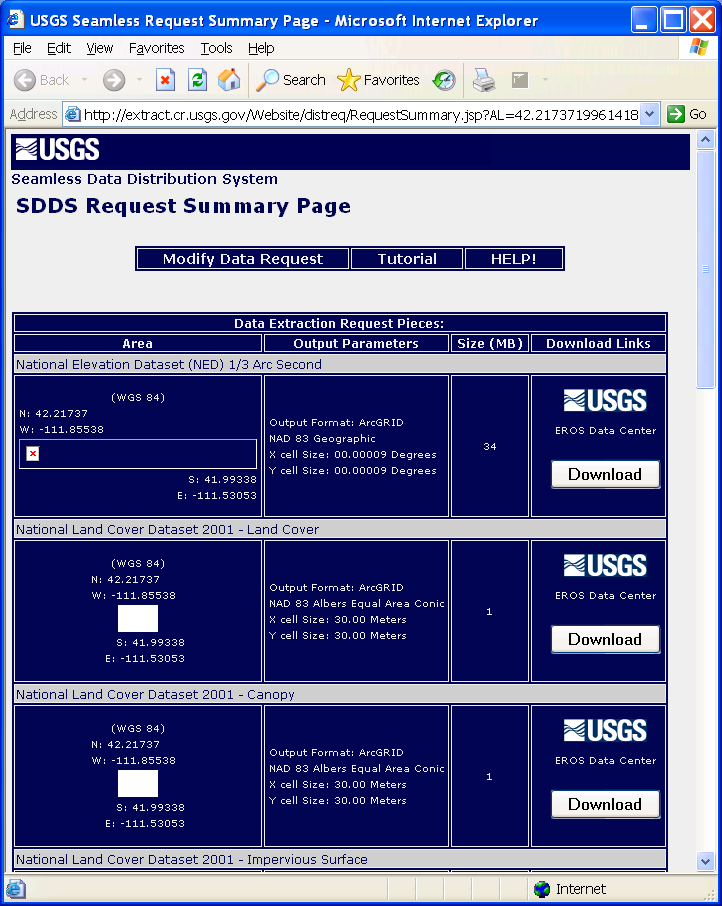 USGS Seamless Request Summary Page - Microsoft Internet Explorer
File Edit View Favorites Tools Help
Back Search Favorites
Address http://extract.cr.usgs.gov/Website/distreq/RequestSummary.jsp?AL=42.2173719961418 Go
USGS
Seamless Data Distribution System
SDDS Request Summary Page
Modify Data Request Tutorial HELP!
Data Extraction Request Pieces:
Area Output Parameters Size (MB) Download Links
National Elevation Dataset (NED) 1/3 Arc Second
(WGS 84)
N: 42.21737
W: -111.85538
S: 41.99338
E: -111.53053
Output Format: ArcGRID
NAD 83 Geographic
X cell Size: 00.00009 Degrees
Y cell Size: 00.00009 Degrees
34
USGS
EROS Data Center
Download
National Land Cover Dataset 2001 - Land Cover
(WGS 84)
N: 42.21737
W: -111.85538
S: 41.99338
E: -111.53053
Output Format: ArcGRID
NAD 83 Albers Equal Area Conic
X cell Size: 30.00 Meters
Y cell Size: 30.00 Meters
1
USGS
EROS Data Center
Download
National Land Cover Dataset 2001 - Canopy
(WGS 84)
N: 42.21737
W: -111.85538
S: 41.99338
E: -111.53053
Output Format: ArcGRID
NAD 83 Albers Equal Area Conic
X cell Size: 30.00 Meters
Y cell Size: 30.00 Meters
1
USGS
EROS Data Center
Download
National Land Cover Dataset 2001 - Impervious Surface
Internet